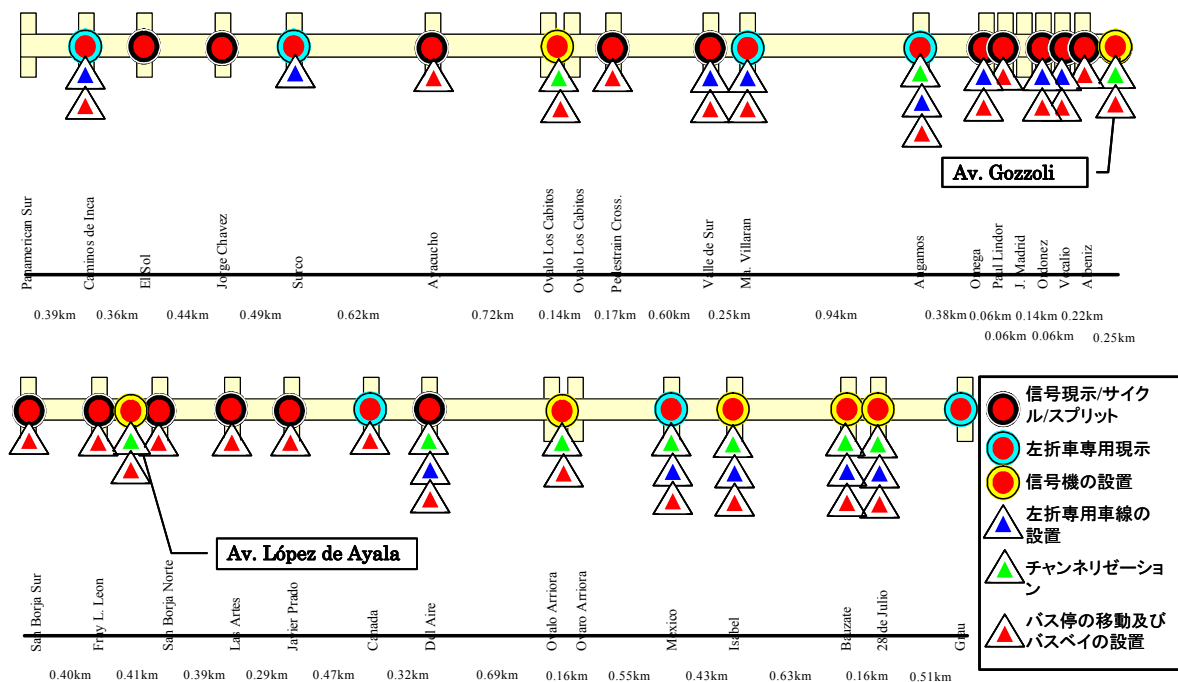 Av. Gozzoli
Panamerican Sur
Caminos de Inca
El Sol
Jorge Chavez
Surco
Ayacucho
Ovalo Los Cabitos
Ovalo Los Cabitos
Pedestrain Cross.
Valle de Sur
Ma. Villaran
Angamos
Omega
Paul Lindor
J. Madrid
Ordonez
Vocalio
Albeniz
0.39km
0.36km
0.44km
0.49km
0.62km
0.72km
0.14km
0.17km
0.60km
0.25km
0.94km
0.38km
0.06km
0.14km
0.22km
0.06km
0.06km
0.25km
信号現示/サイク
ル/スプリット
左折車専用現示
信号機の設置
左折専用車線の
設置
チャンネリゼーショ
ン
バス停の移動及び
バスベイの設置
Av. López de Ayala
San Borja Sur
Fray L. Leon
San Borja Norte
Las Artes
Javier Prado
Canada
Del Aire
Ovalo Arriora
Ovaro Arriora
Mexico
Isabel
Bauzate
28 de Julio
Grau
0.40km
0.41km
0.39km
0.29km
0.47km
0.32km
0.69km
0.16km
0.55km
0.43km
0.63km
0.16km
0.51km